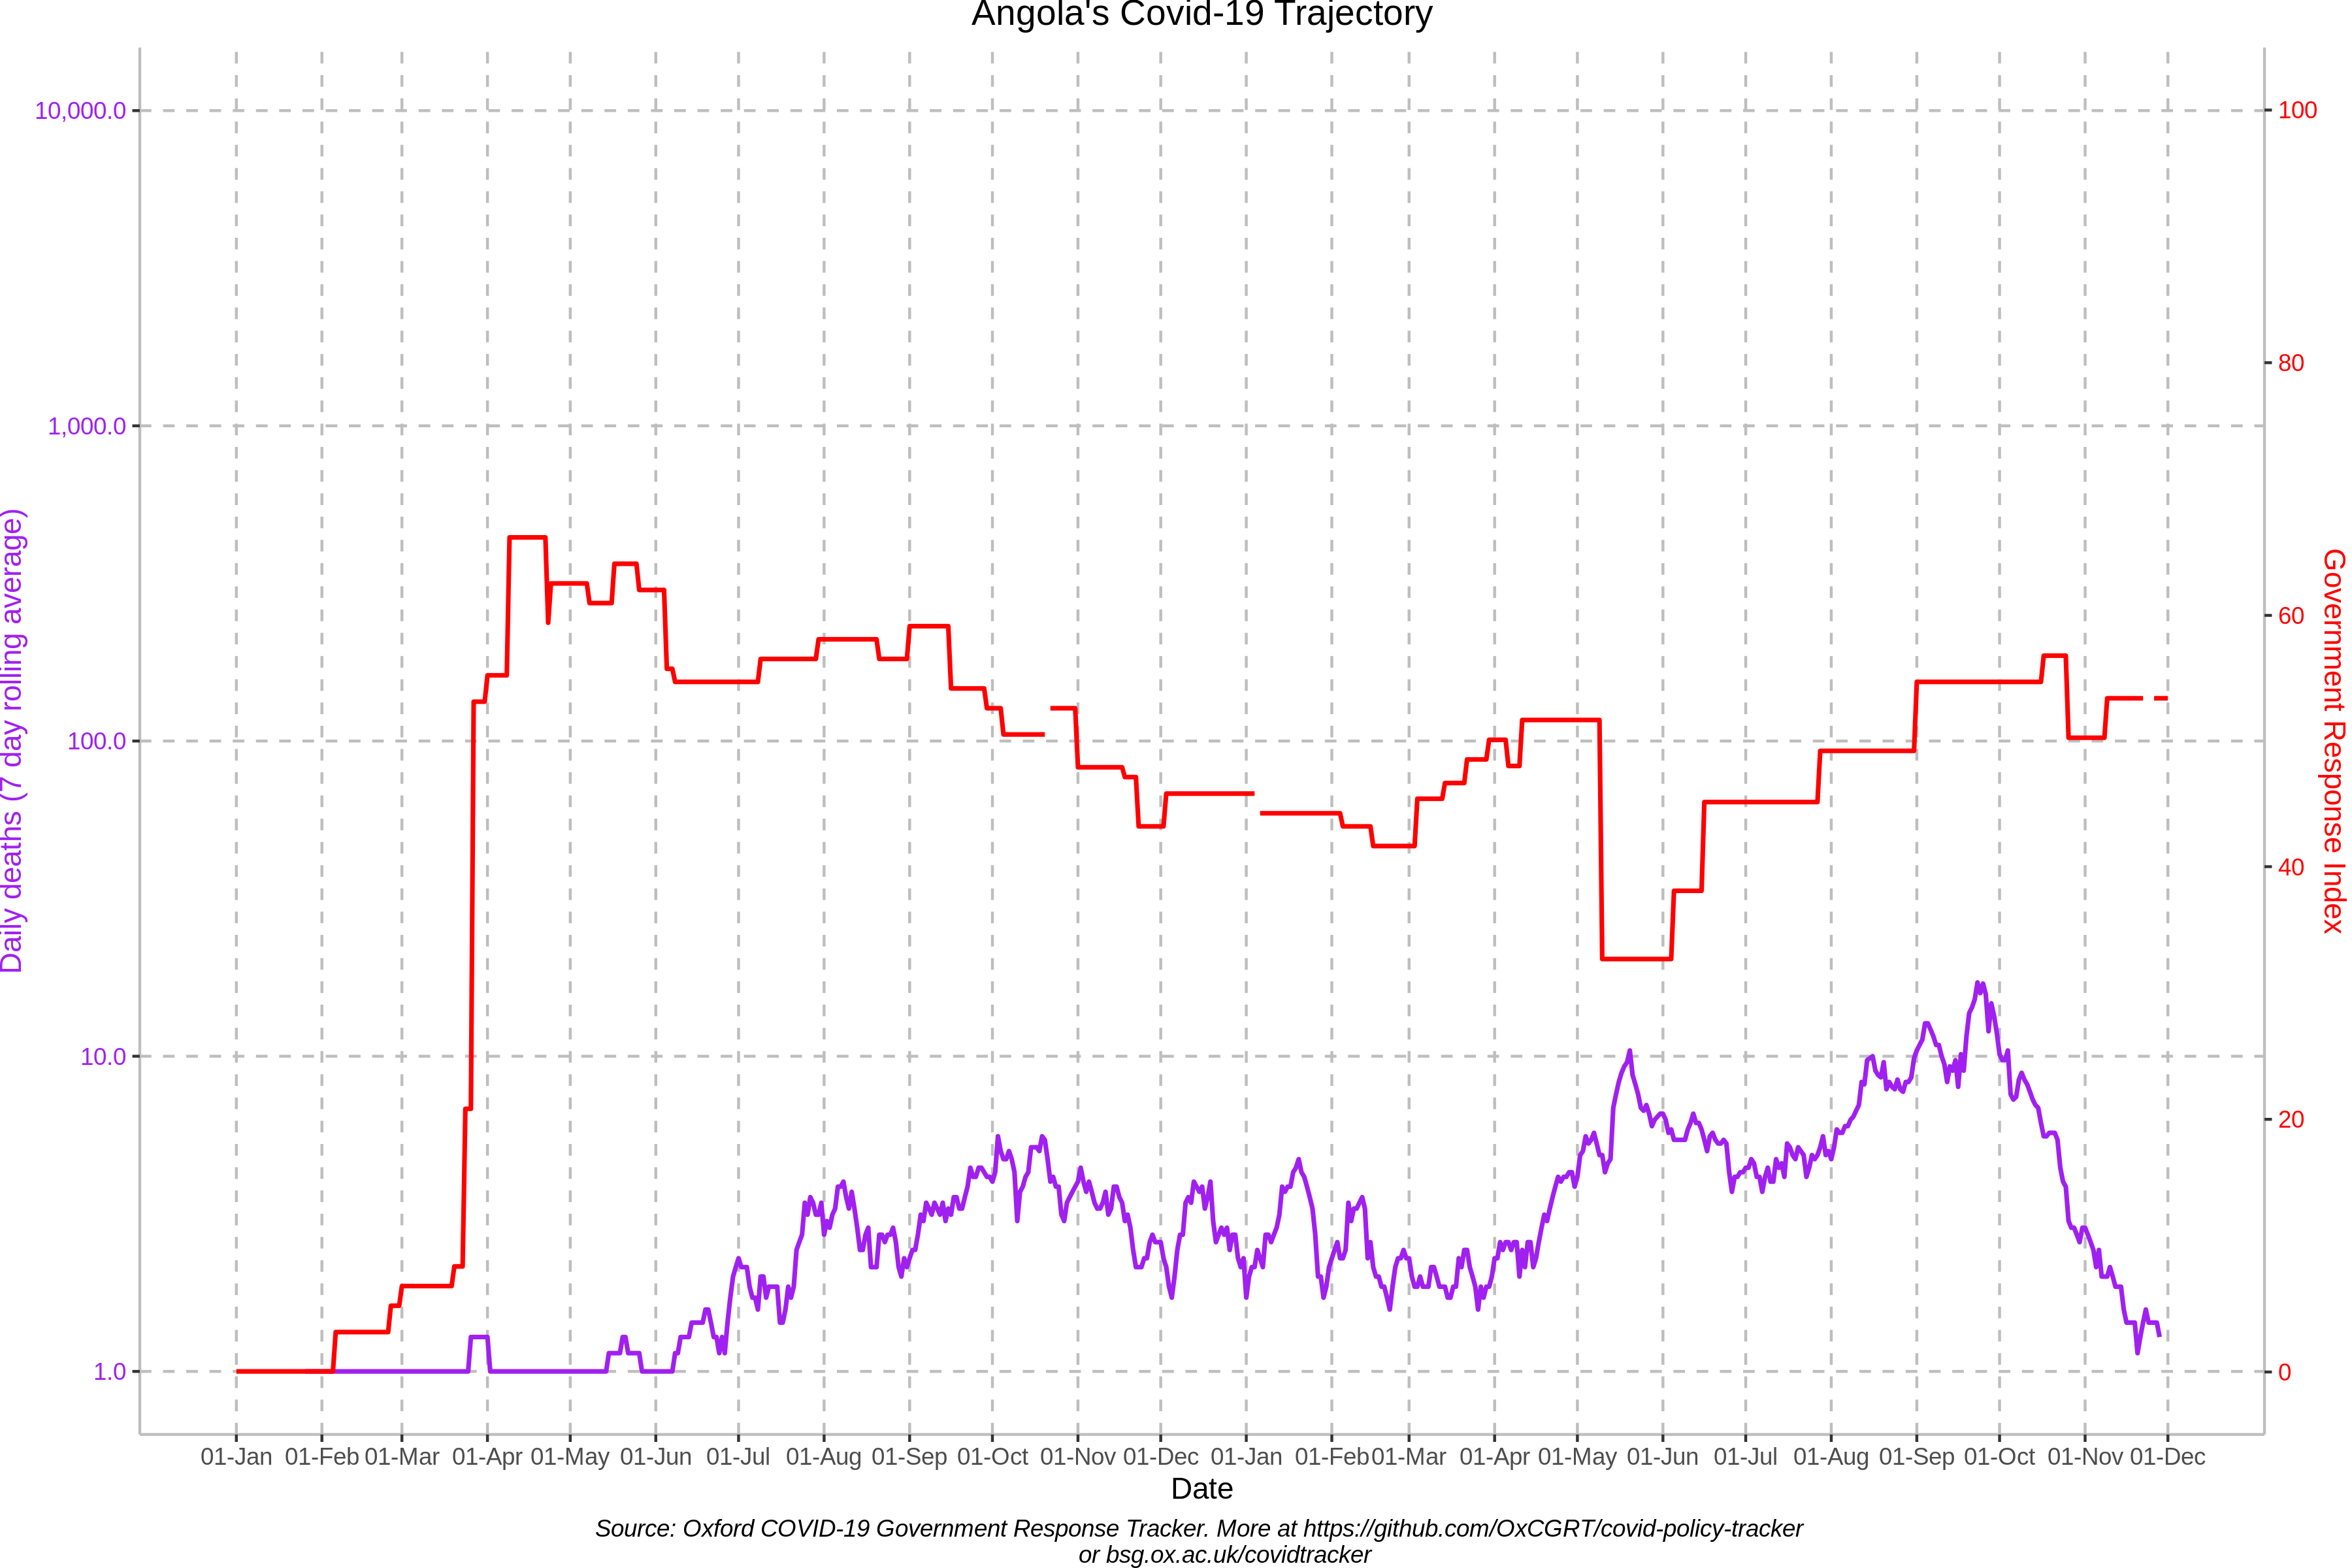 Angola's Covid-19 Trajectory
10,000.0
1,000.0
100.0
10.0
1.0
Daily deaths (7 day rolling average)
100
80
60
40
20
0
Government Response Index
01-Jan 01-Feb 01-Mar 01-Apr 01-May 01-Jun 01-Jul 01-Aug 01-Sep 01-Oct 01-Nov 01-Dec 01-Jan 01-Feb 01-Mar 01-Apr 01-May 01-Jun 01-Jul 01-Aug 01-Sep 01-Oct 01-Nov 01-Dec
Date
Source: Oxford COVID-19 Government Response Tracker. More at https://github.com/OxCGRT/covid-policy-tracker
or bsg.ox.ac.uk/covidtracker